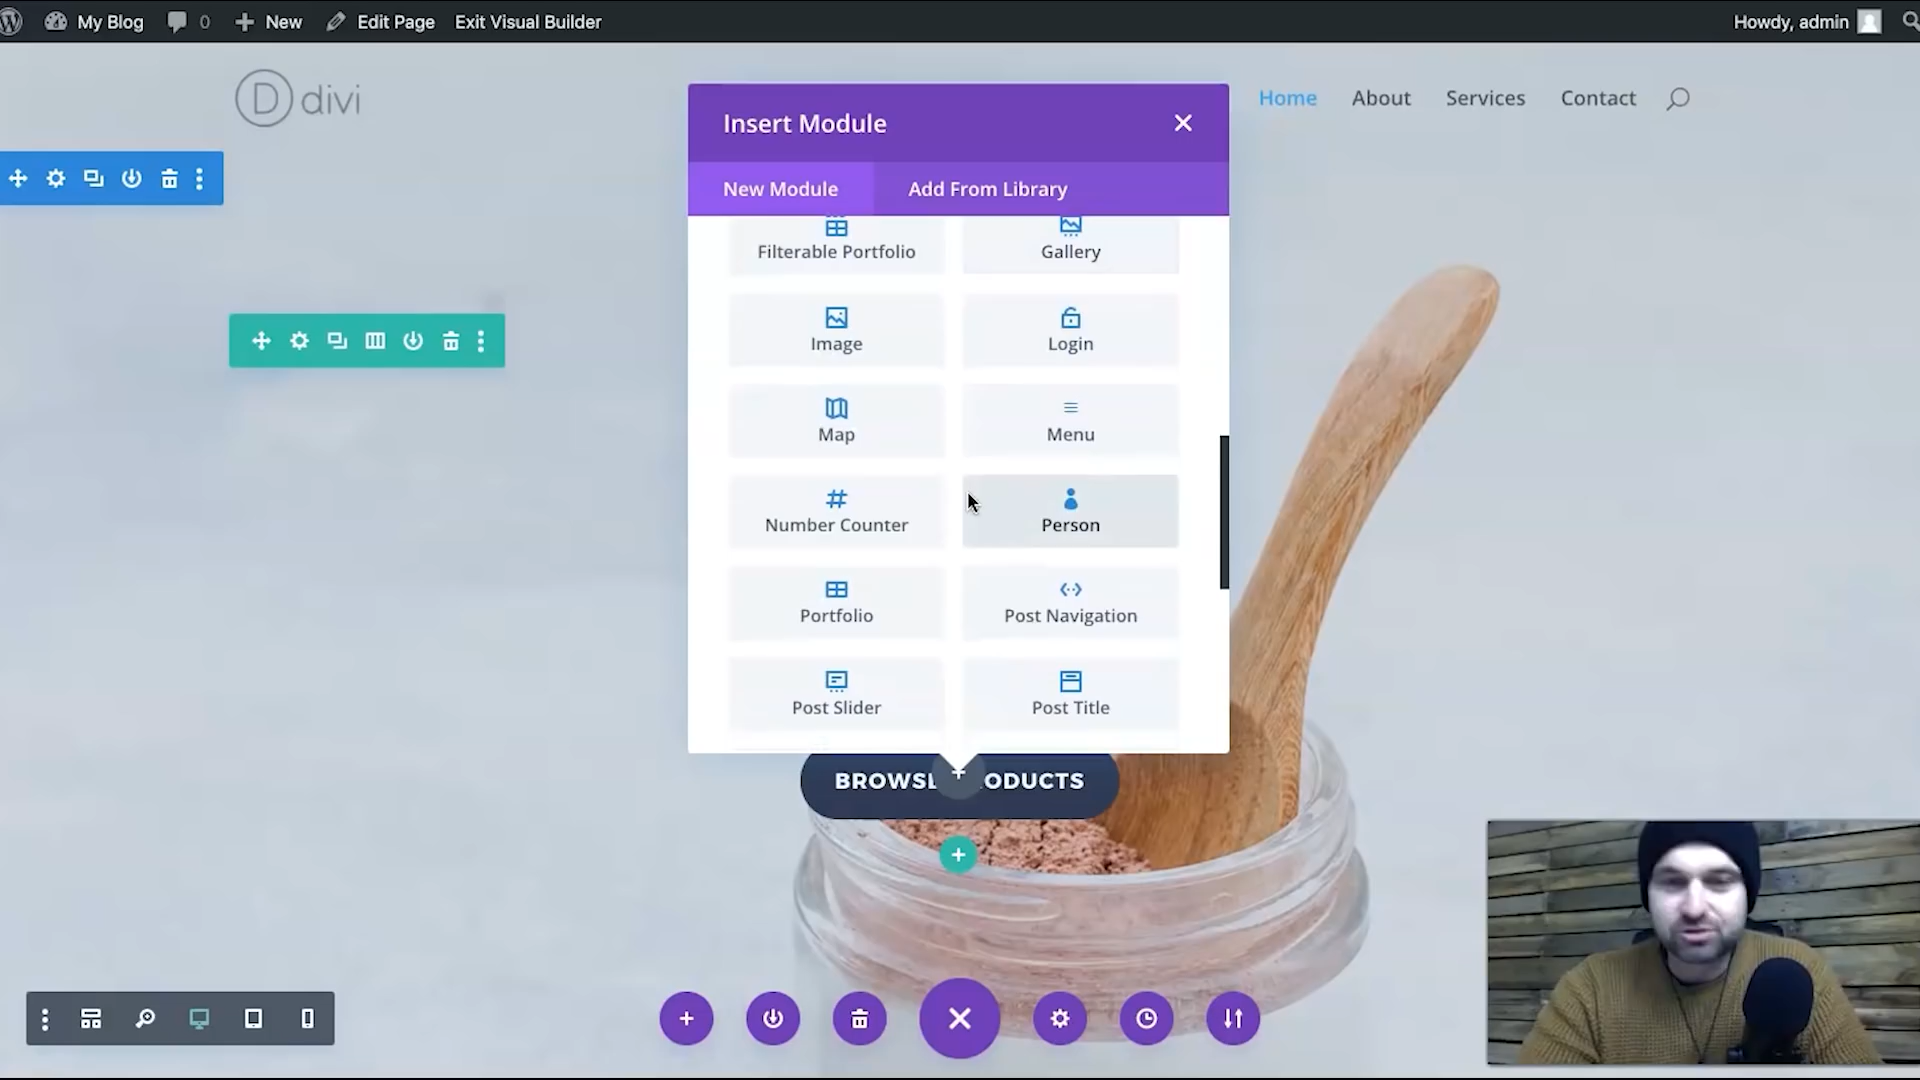 My Blog 0 New Edit Page Exit Visual Builder Howdy, admin
D divi
Home About Services Contact
Insert Module
New Module Add From Library
Filterable Portfolio Gallery
Image Login
Map Menu
Number Counter Person
Portfolio Post Navigation
Post Slider Post Title